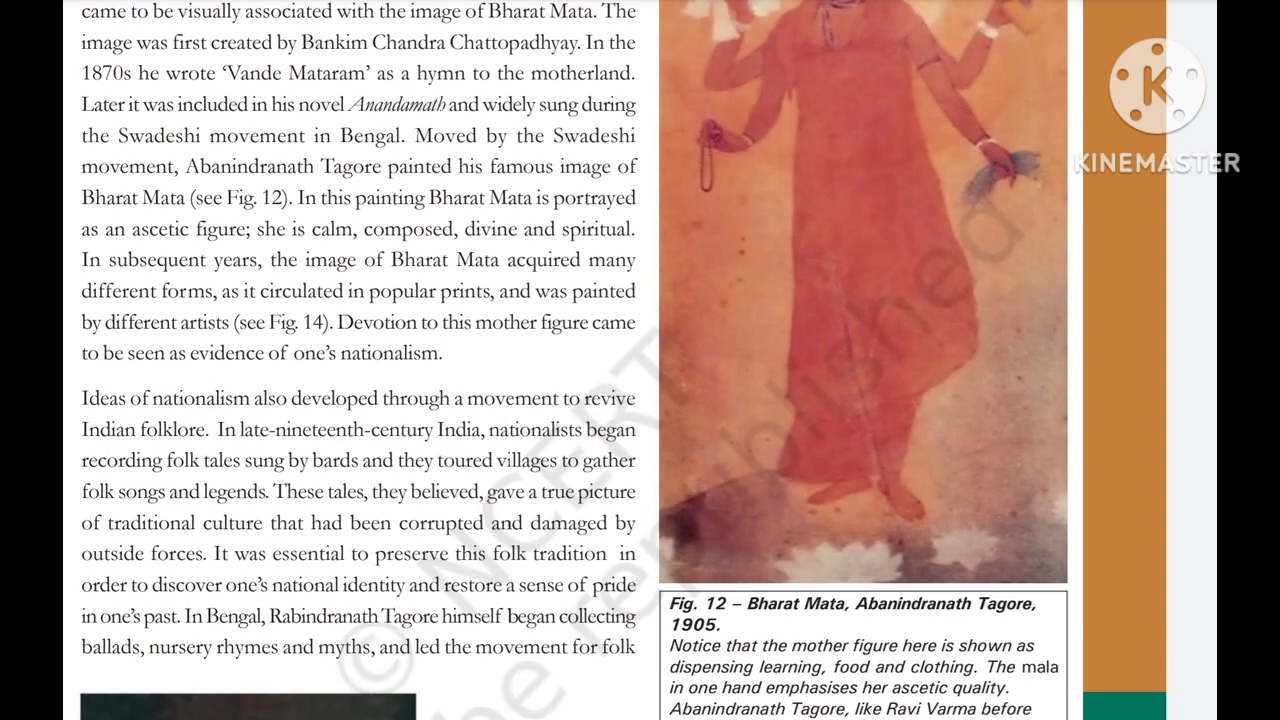 came to be visually associated with the image of Bharat Mata. The
image was first created by Bankim Chandra Chattopadhyay. In the
1870s he wrote ‘Vande Mataram’ as a hymn to the motherland.
Later it was included in his novel Anandamath and widely sung during
the Swadeshi movement in Bengal. Moved by the Swadeshi
movement, Abanindranath Tagore painted his famous image of
Bharat Mata (see Fig. 12). In this painting Bharat Mata is portrayed
as an ascetic figure; she is calm, composed, divine and spiritual.
In subsequent years, the image of Bharat Mata acquired many
different forms, as it circulated in popular prints, and was painted
by different artists (see Fig. 14). Devotion to this mother figure came
to be seen as evidence of one’s nationalism.
Ideas of nationalism also developed through a movement to revive
Indian folklore. In late-nineteenth-century India, nationalists began
recording folk tales sung by bards and they toured villages to gather
folk songs and legends. These tales, they believed, gave a true picture
of traditional culture that had been corrupted and damaged by
outside forces. It was essential to preserve this folk tradition in
order to discover one’s national identity and restore a sense of pride
in one’s past. In Bengal, Rabindranath Tagore himself began collecting
ballads, nursery rhymes and myths, and led the movement for folk
Fig. 12 – Bharat Mata, Abanindranath Tagore,
1905.
Notice that the mother figure here is shown as
dispensing learning, food and clothing. The mala
in one hand emphasises her ascetic quality.
Abanindranath Tagore, like Ravi Varma before
K
KINEMASTER
© NCERT
be republished